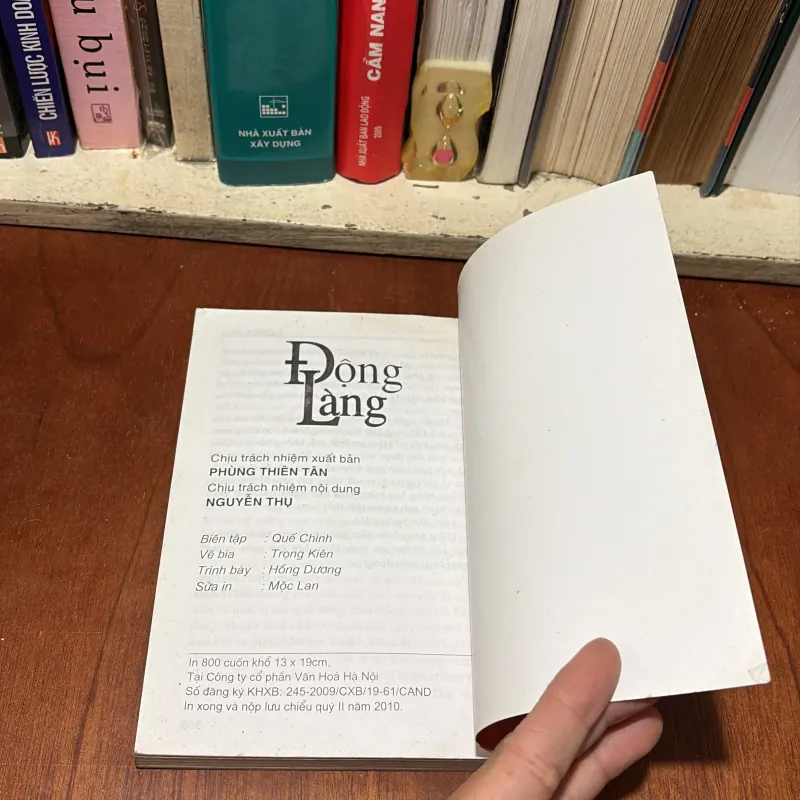 CHIẾN LƯỢC KINH DO
u bụi
NHÀ XUẤT BẢN
XÂY DỰNG
CẨM NAN
NHÀ XUẤT BẢN LAO ĐỘNG
2009
Động
Làng
Chịu trách nhiệm xuất bản
PHÙNG THIÊN TÂN
Chịu trách nhiệm nội dung
NGUYỄN THỤ
Biên tập : Quế Chinh
Vẽ bìa : Trọng Kiên
Trình bày : Hồng Dương
Sửa in : Mộc Lan
In 800 cuốn khổ 13 x 19cm.
Tại Công ty cổ phần Văn Hoá Hà Nội
Số đăng ký KHXB: 245-2009/CXB/19-61/CAND
In xong và nộp lưu chiểu quý II năm 2010.